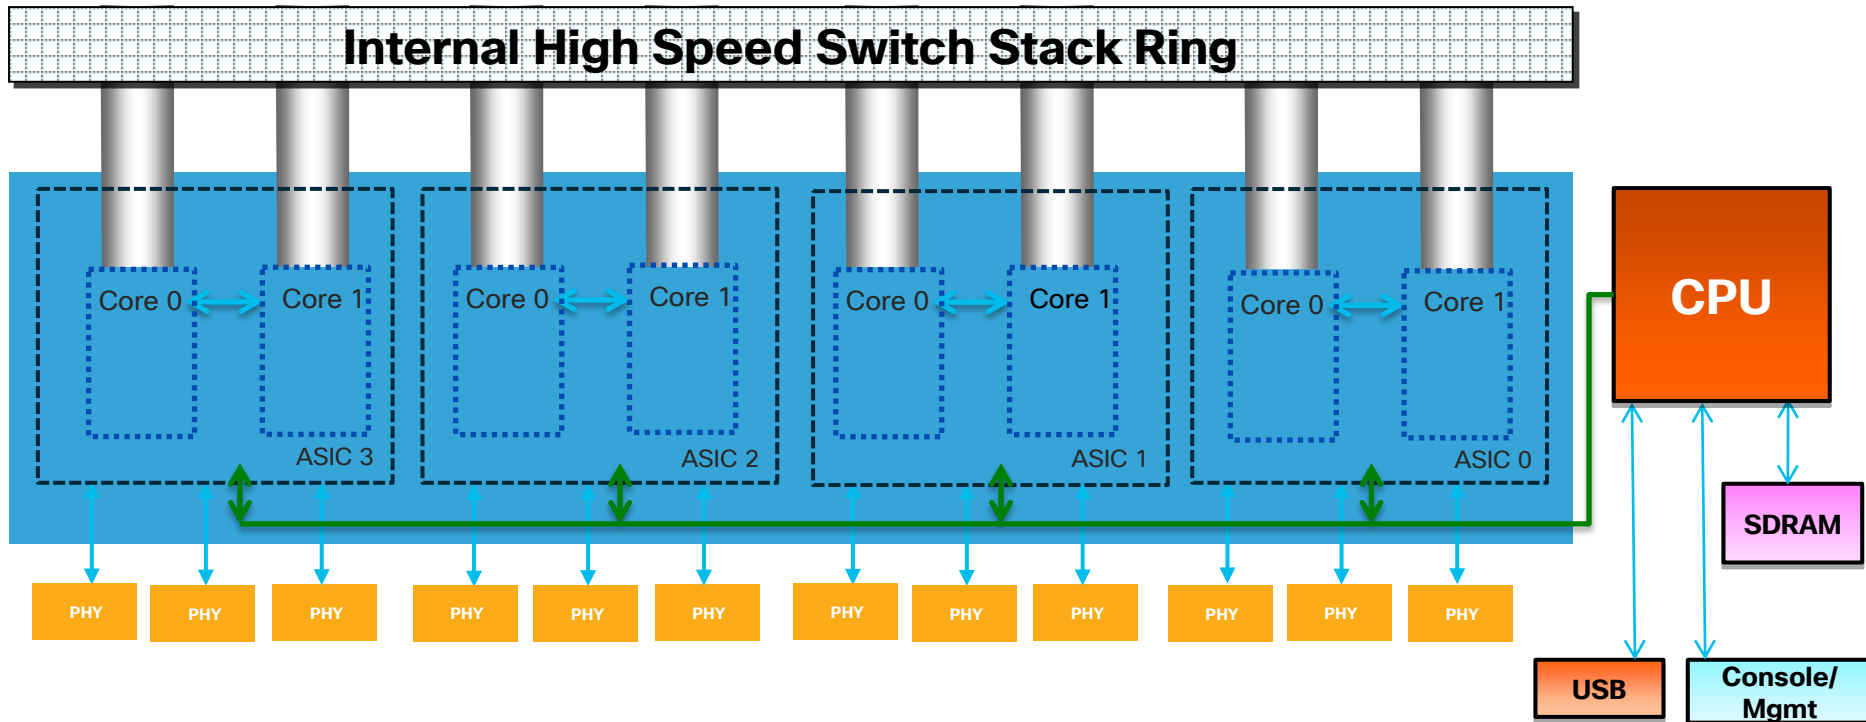 Internal High Speed Switch Stack Ring
Core 0
Core 1
ASIC 3
Core 0
Core 1
ASIC 2
Core 0
Core 1
ASIC 1
Core 0
Core 1
ASIC 0
CPU
SDRAM
PHY
PHY
PHY
PHY
PHY
PHY
PHY
PHY
PHY
PHY
PHY
PHY
USB
Console/
Mgmt